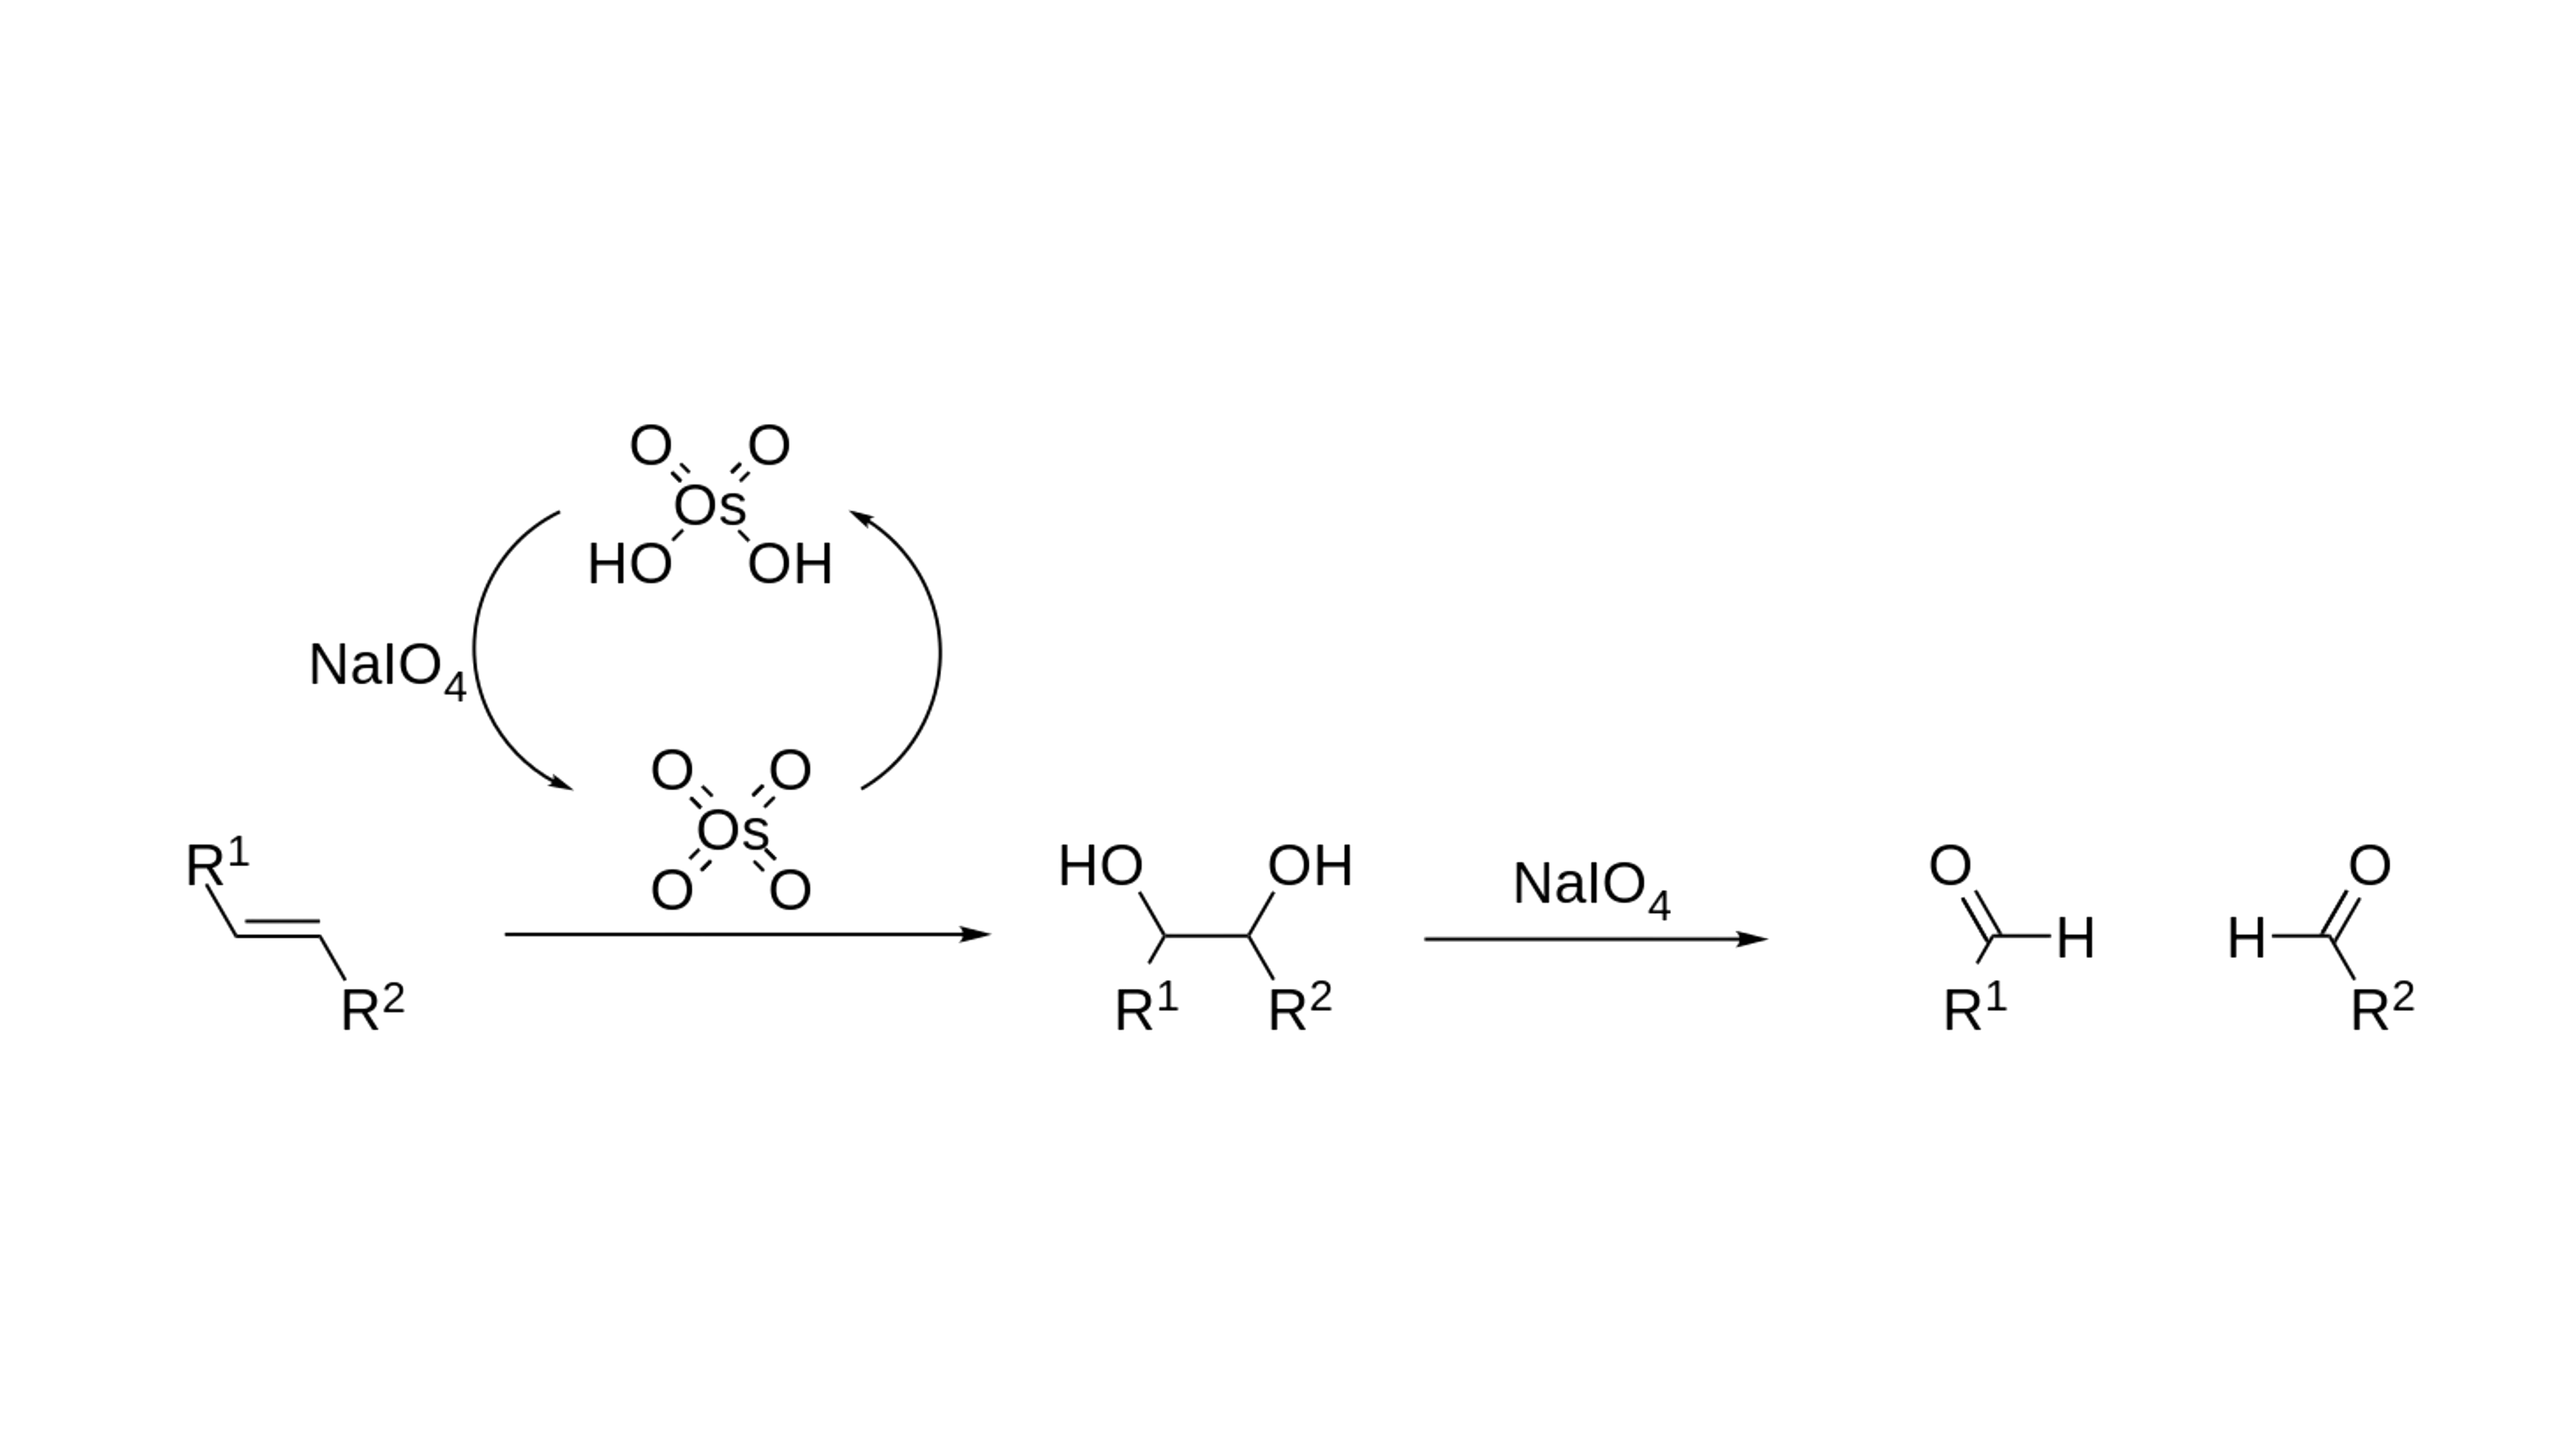 O O
Os
HO OH
NaIO₄
O O
Os
O O
R¹
R²
HO OH
R¹ R²
NaIO₄
O
H
R¹
O
H
R²